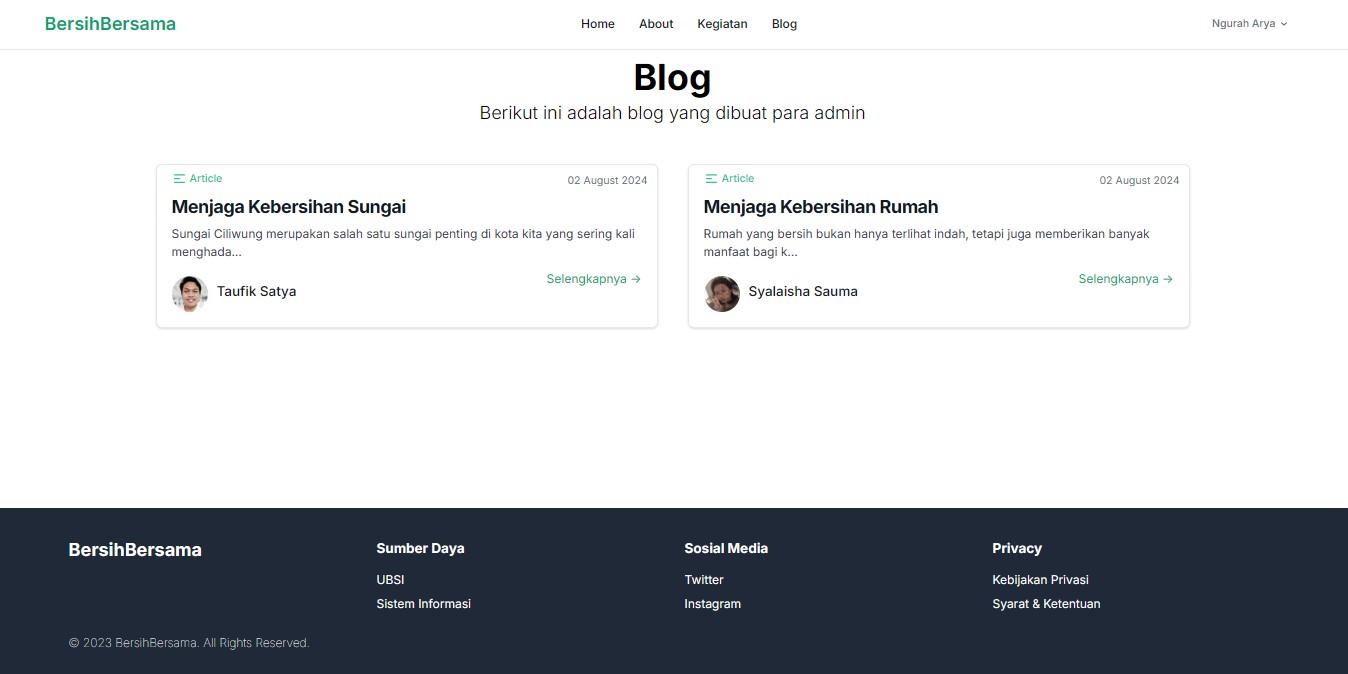 BersihBersama
Home About Kegiatan Blog
Ngurah Arya
Blog
Berikut ini adalah blog yang dibuat para admin
Article
02 August 2024
Menjaga Kebersihan Sungai
Sungai Ciliwung merupakan salah satu sungai penting di kota kita yang sering kali
menghada...
Taufik Satya
Selengkapnya →
Article
02 August 2024
Menjaga Kebersihan Rumah
Rumah yang bersih bukan hanya terlihat indah, tetapi juga memberikan banyak
manfaat bagi k...
Syalaisha Sauma
Selengkapnya →
BersihBersama
Sumber Daya
UBSI
Sistem Informasi
Sosial Media
Twitter
Instagram
Privacy
Kebijakan Privasi
Syarat & Ketentuan
© 2023 BersihBersama. All Rights Reserved.